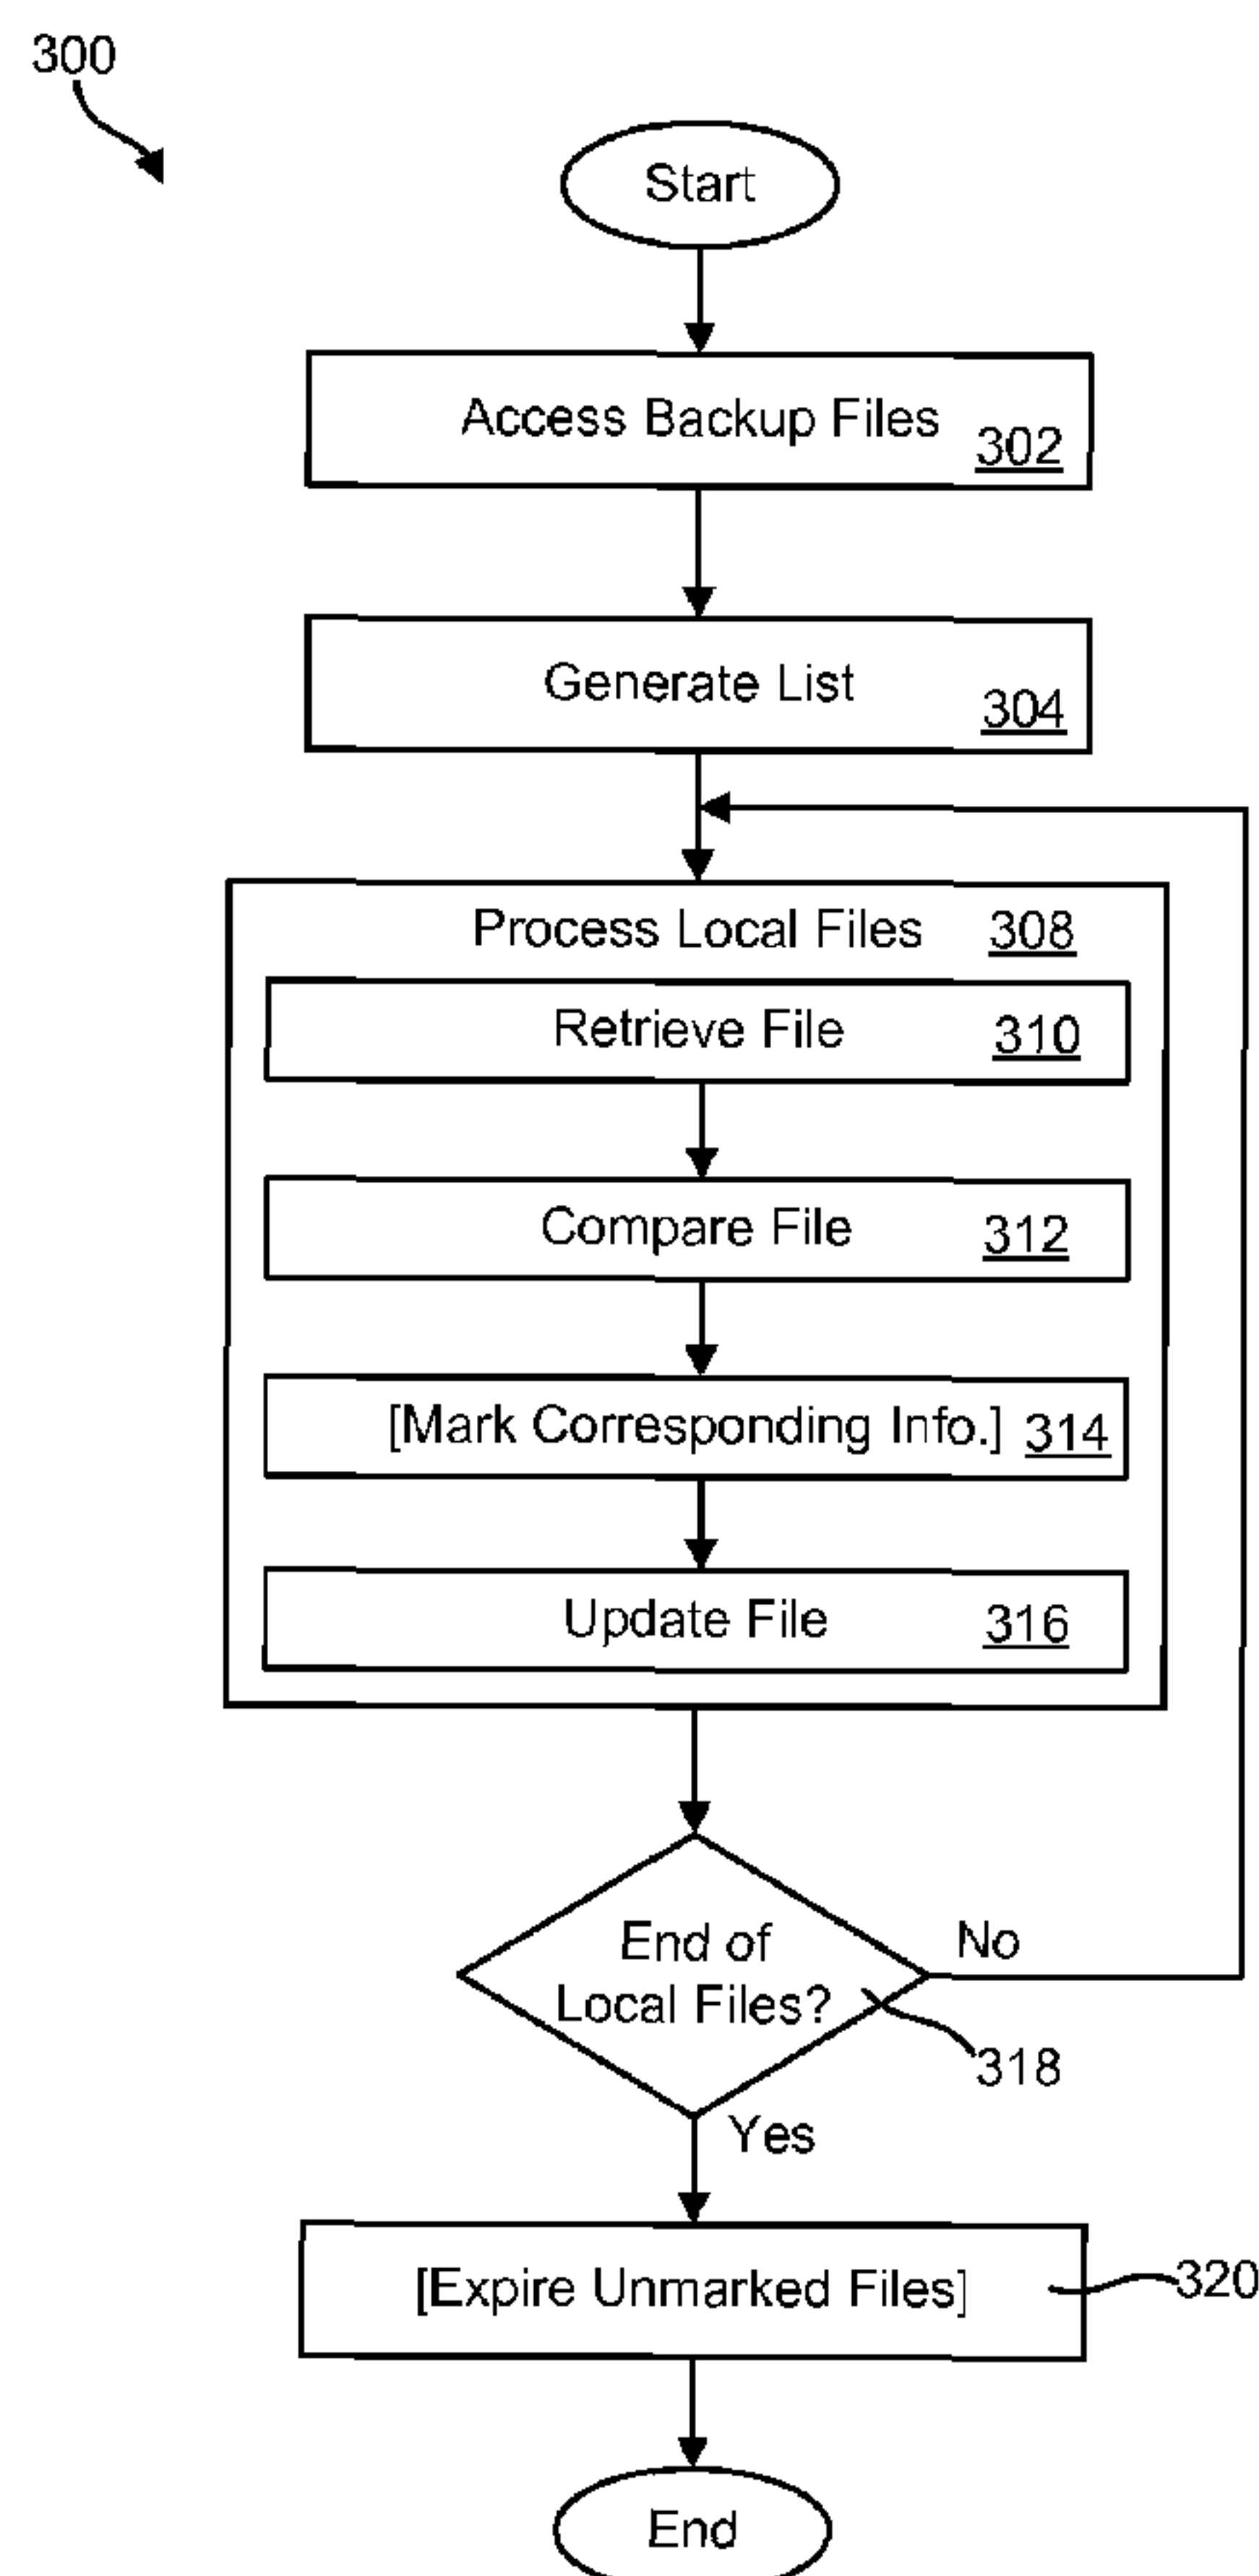 300
Start
Access Backup Files
302
Generate List
304
Process Local Files 308
Retrieve File 310
Compare File 312
[Mark Corresponding Info.] 314
Update File 316
End of
Local Files?
No
318
Yes
[Expire Unmarked Files]
320
End